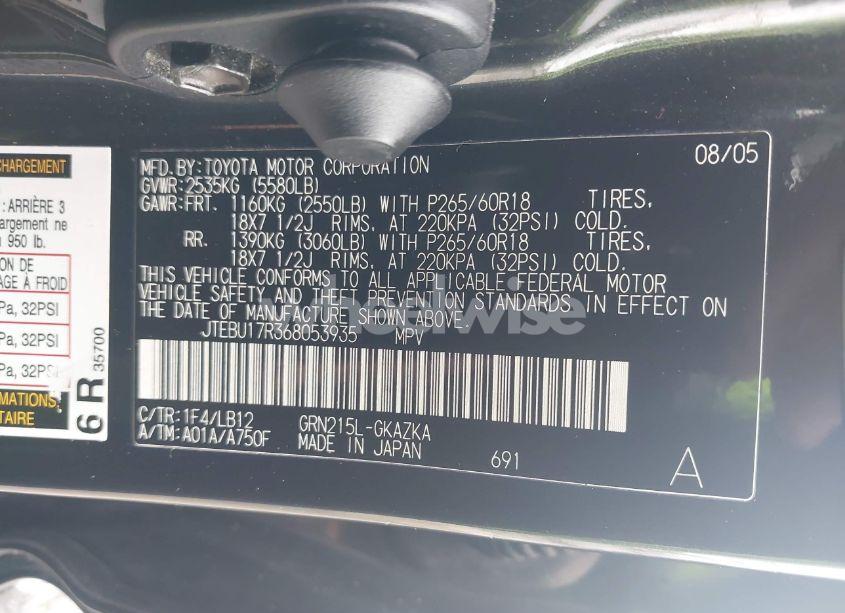 CHARGEMENT
: ARRIÈRE 3
chargement ne
950 lb.
ION DE
AGE À FROID
Pa, 32PSI
Pa, 32PSI
Pa, 32PSI
MATIONS,
TAIRE
6R
35700
MFD.BY:TOYOTA MOTOR CORPORATION 08/05
GVWR:2535KG (5580LB)
GAWR:FRT. 1160KG (2550LB) WITH P265/60R18 TIRES,
18X7 1/2J RIMS, AT 220KPA (32PSI) COLD.
RR. 1390KG (3060LB) WITH P265/60R18 TIRES,
18X7 1/2J RIMS, AT 220KPA (32PSI) COLD.
THIS VEHICLE CONFORMS TO ALL APPLICABLE FEDERAL MOTOR
VEHICLE SAFETY AND THEFT PREVENTION STANDARDS IN EFFECT ON
THE DATE OF MANUFACTURE SHOWN ABOVE.
JTEBU17R368053935 MPV
wheelwise
C/TR:1F4/LB12 GRN215L-GKAZKA
A/TM:A01A/A750F MADE IN JAPAN 691 A